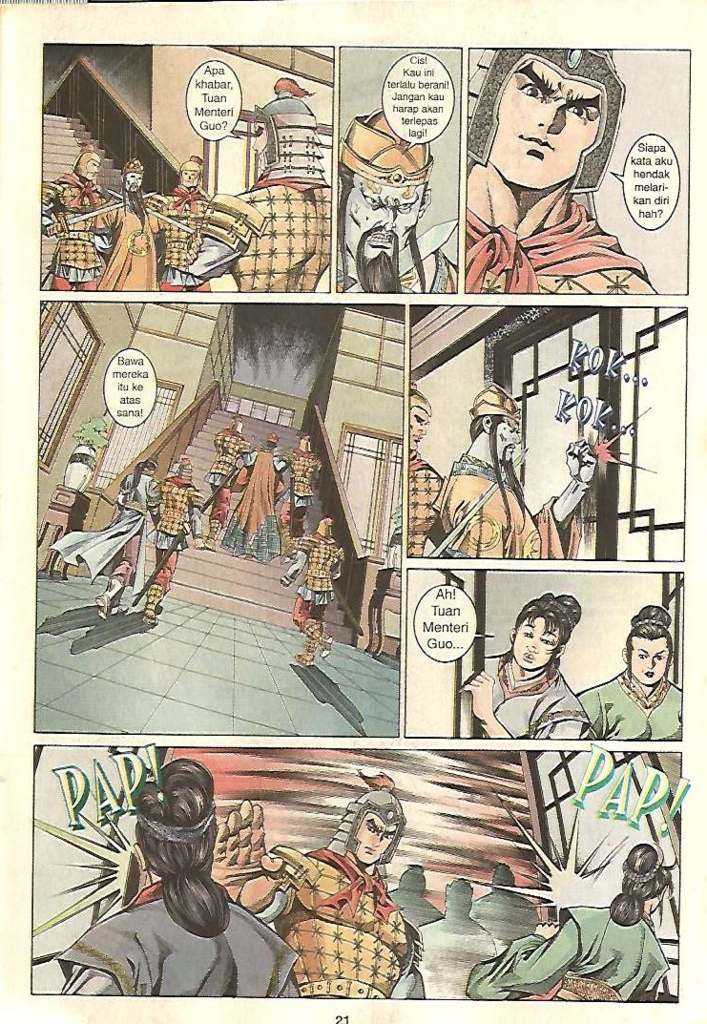 Apa
khabar,
Tuan
Menteri
Guo?
Cis!
Kau ini
terlalu berani!
Jangan kau
harap akan
terlepas
lagi!
Siapa
kata aku
hendak
melari-
kan diri
hah?
Bawa
mereka
itu ke
atas
sana!
KOK...
KOK...
Ah!
Tuan
Menteri
Guo...
PAP!
PAP!
21